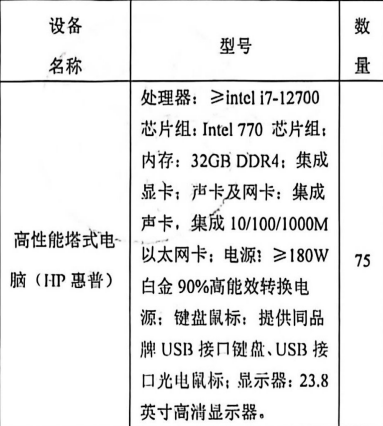 设备
名称
型号
数
量
高性能塔式电
脑（HP 惠普）
处理器：≥intel i7-12700
芯片组: Intel 770 芯片组;
内存：32GB DDR4；集成
显卡；声卡及网卡：集成
声卡，集成 10/100/1000M
以太网卡；电源：≥180W
白金 90%高能效转换电
源；键盘鼠标：提供同品
牌 USB 接口键盘、USB 接
口光电鼠标；显示器：23.8
英寸高清显示器。
75